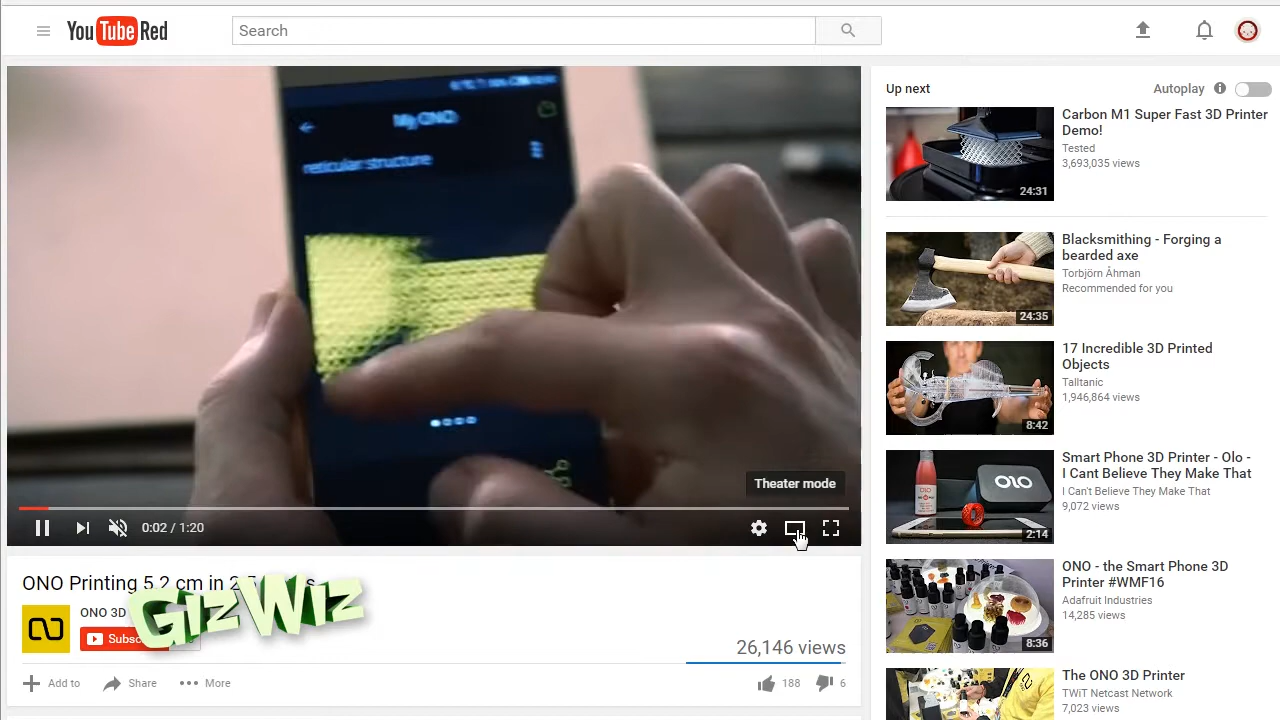 YouTube Red
Search
My ONO
reticular structure
Theater mode
0:02 / 1:20
ONO Printing 5.2 cm in
ONO 3D
Subsc
GizWiz
26,146 views
Add to
Share
More
188
6
Up next
Autoplay
Carbon M1 Super Fast 3D Printer
Demo!
Tested
3,693,035 views
24:31
Blacksmithing - Forging a
bearded axe
Torbjörn Åhman
Recommended for you
24:35
17 Incredible 3D Printed
Objects
Talltanic
1,946,864 views
8:42
Smart Phone 3D Printer - Olo -
I Cant Believe They Make That
I Can't Believe They Make That
9,072 views
OLO
2:14
ONO - the Smart Phone 3D
Printer #WMF16
Adafruit Industries
14,285 views
8:36
The ONO 3D Printer
TWiT Netcast Network
7,023 views